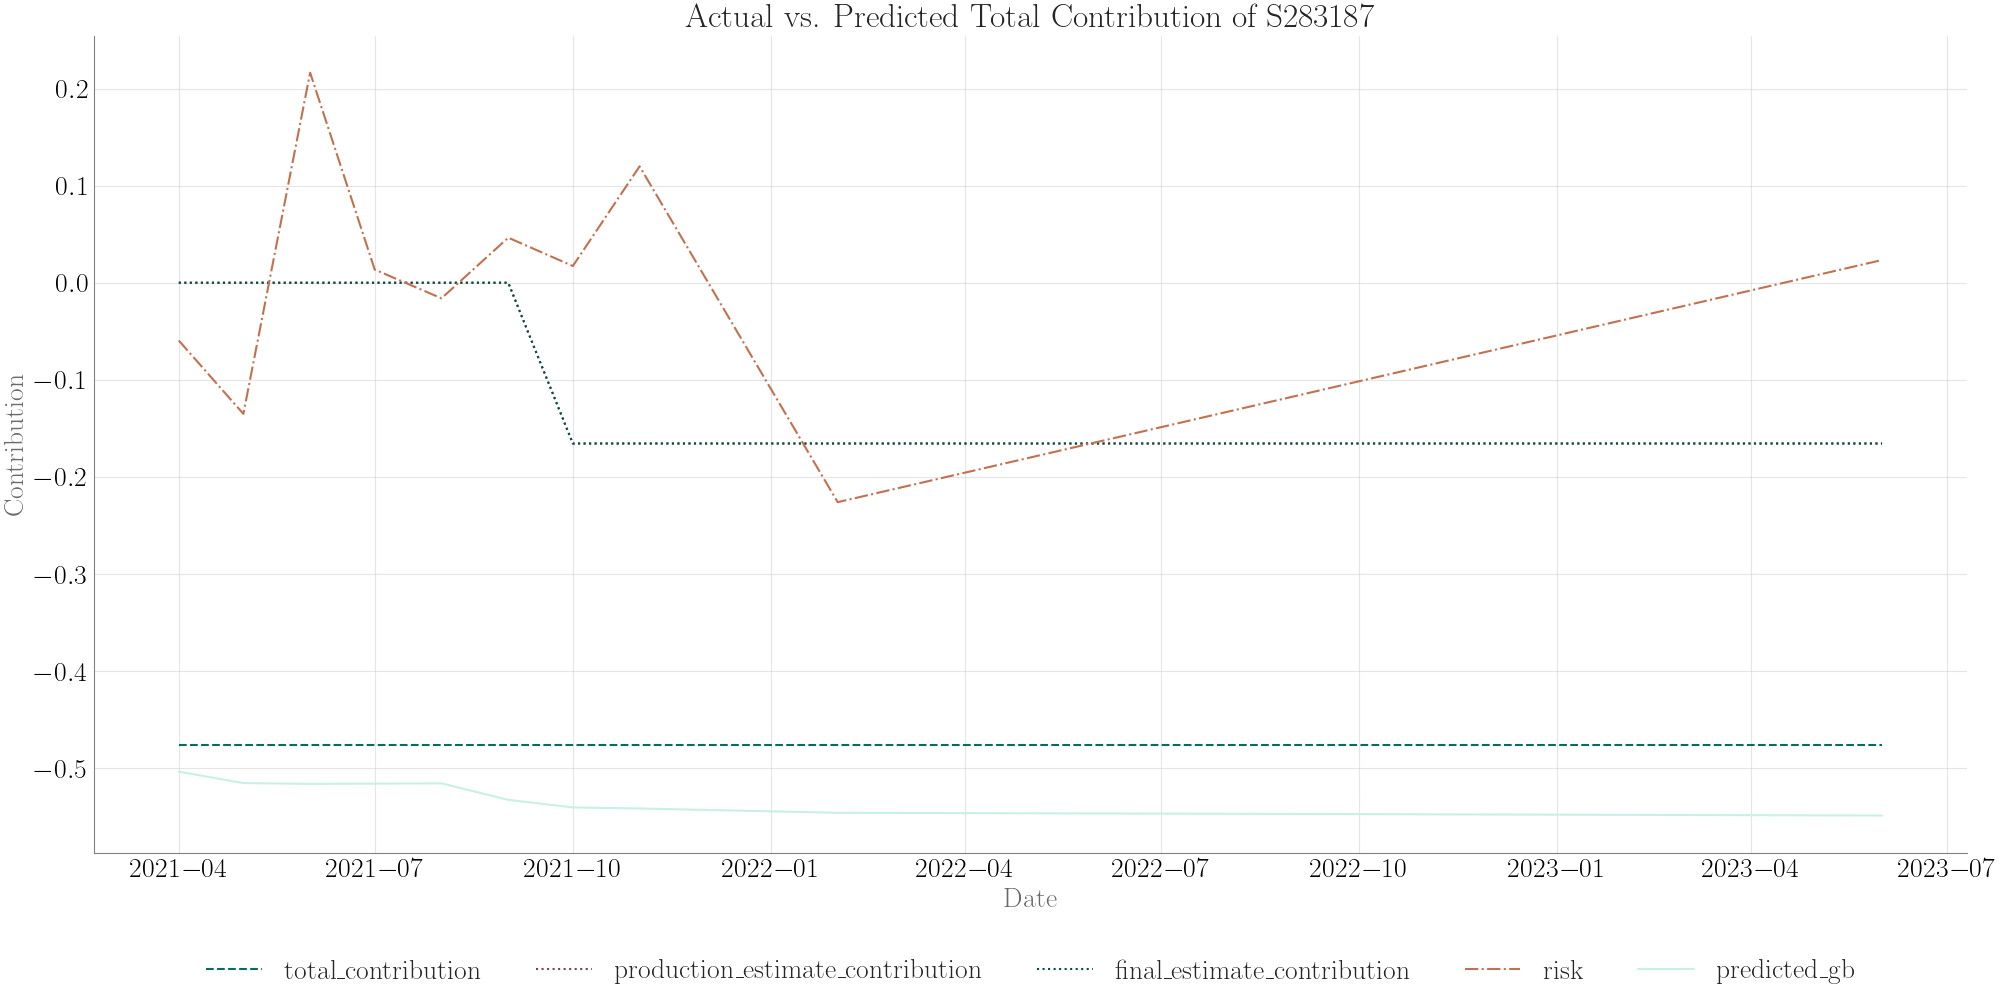 Actual vs. Predicted Total Contribution of S283187
0.2
0.1
0.0
−0.1
−0.2
−0.3
−0.4
−0.5
Contribution
2021−04 2021−07 2021−10 2022−01 2022−04 2022−07 2022−10 2023−01 2023−04 2023−07
Date
total_contribution production_estimate_contribution final_estimate_contribution risk predicted_gb